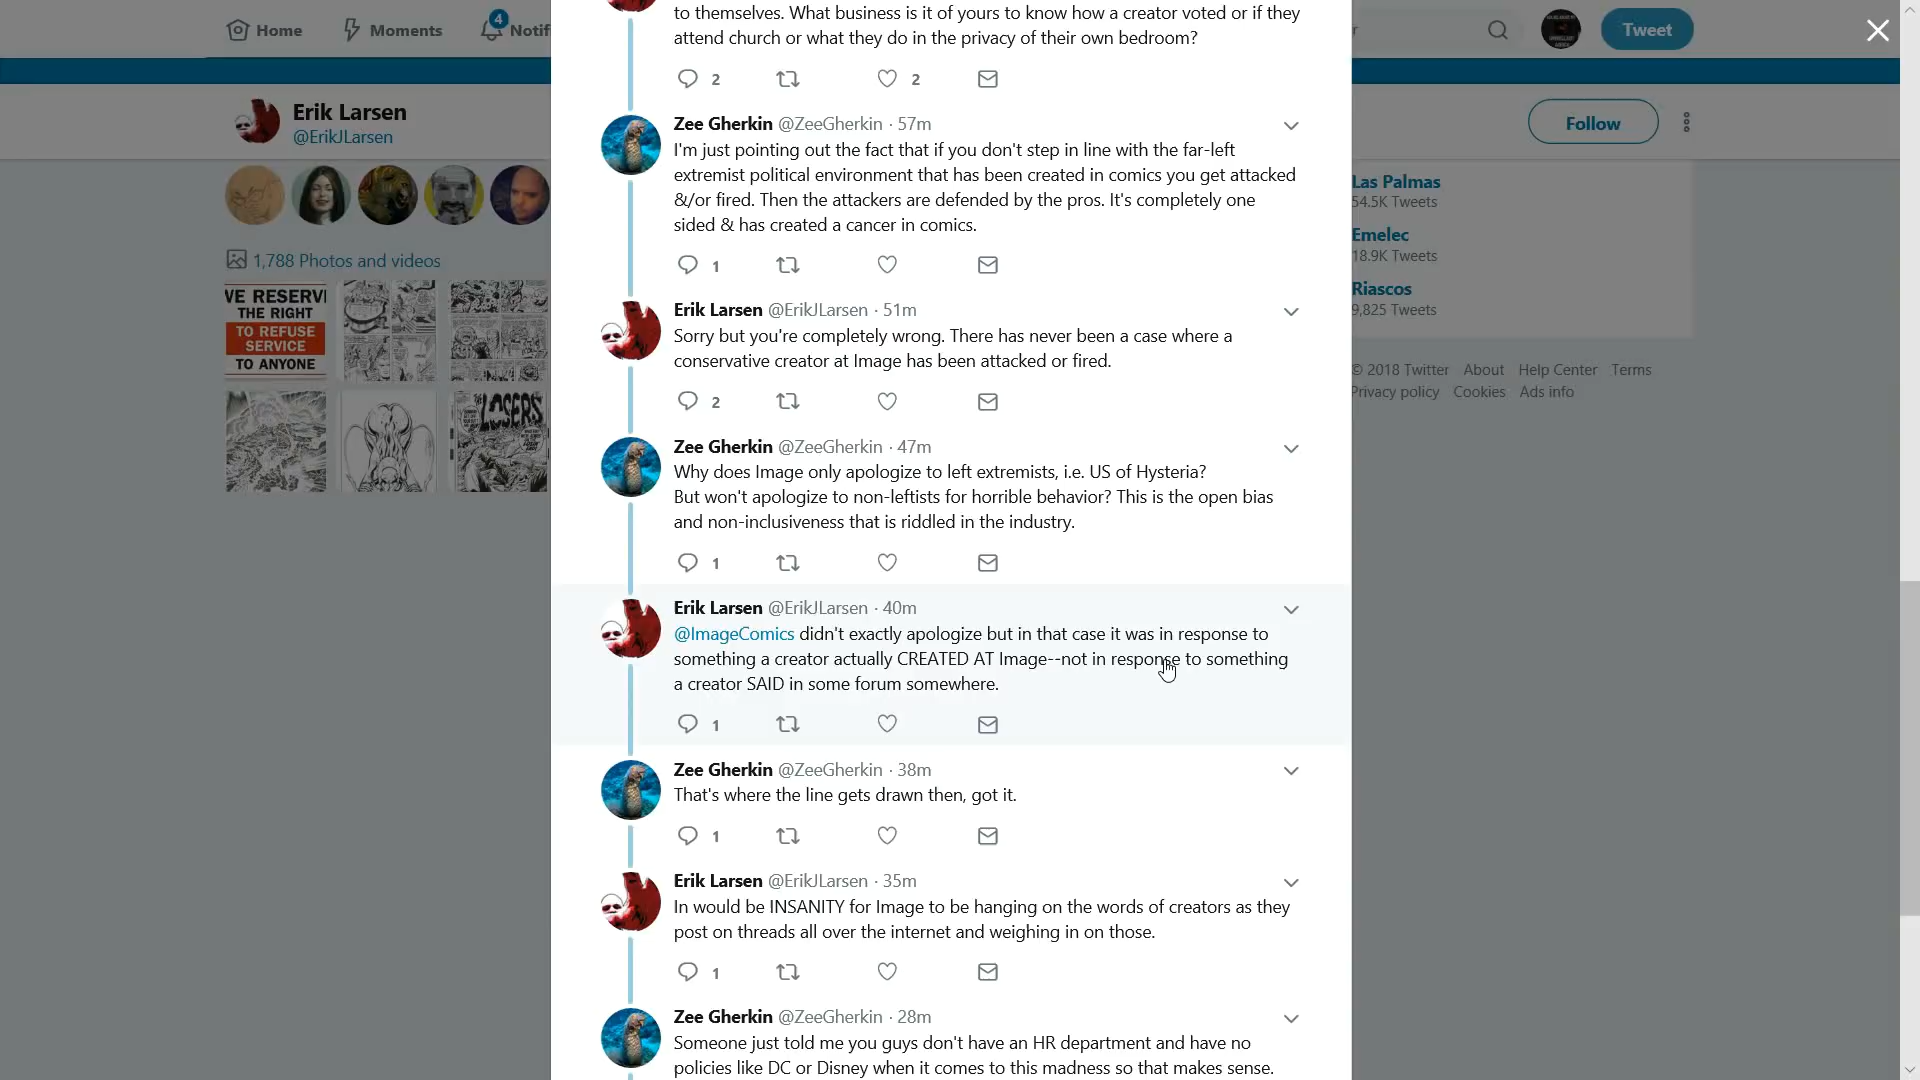 Home
Moments
4
Notif
r
Tweet
Erik Larsen
@ErikJLarsen
Follow
1,788 Photos and videos
WE RESERV
THE RIGHT
TO REFUSE
SERVICE
TO ANYONE
LOSERS
to themselves. What business is it of yours to know how a creator voted or if they
attend church or what they do in the privacy of their own bedroom?
2
2
Zee Gherkin @ZeeGherkin · 57m
I'm just pointing out the fact that if you don't step in line with the far-left
extremist political environment that has been created in comics you get attacked
&/or fired. Then the attackers are defended by the pros. It's completely one
sided & has created a cancer in comics.
1
Erik Larsen @ErikJLarsen · 51m
Sorry but you're completely wrong. There has never been a case where a
conservative creator at Image has been attacked or fired.
2
Zee Gherkin @ZeeGherkin · 47m
Why does Image only apologize to left extremists, i.e. US of Hysteria?
But won't apologize to non-leftists for horrible behavior? This is the open bias
and non-inclusiveness that is riddled in the industry.
1
Erik Larsen @ErikJLarsen · 40m
@ImageComics didn't exactly apologize but in that case it was in response to
something a creator actually CREATED AT Image--not in response to something
a creator SAID in some forum somewhere.
1
Zee Gherkin @ZeeGherkin · 38m
That's where the line gets drawn then, got it.
1
Erik Larsen @ErikJLarsen · 35m
In would be INSANITY for Image to be hanging on the words of creators as they
post on threads all over the internet and weighing in on those.
1
Zee Gherkin @ZeeGherkin · 28m
Someone just told me you guys don't have an HR department and have no
policies like DC or Disney when it comes to this madness so that makes sense.
Las Palmas
54.5K Tweets
Emelec
18.9K Tweets
Riascos
9,825 Tweets
© 2018 Twitter About Help Center Terms
Privacy policy Cookies Ads info